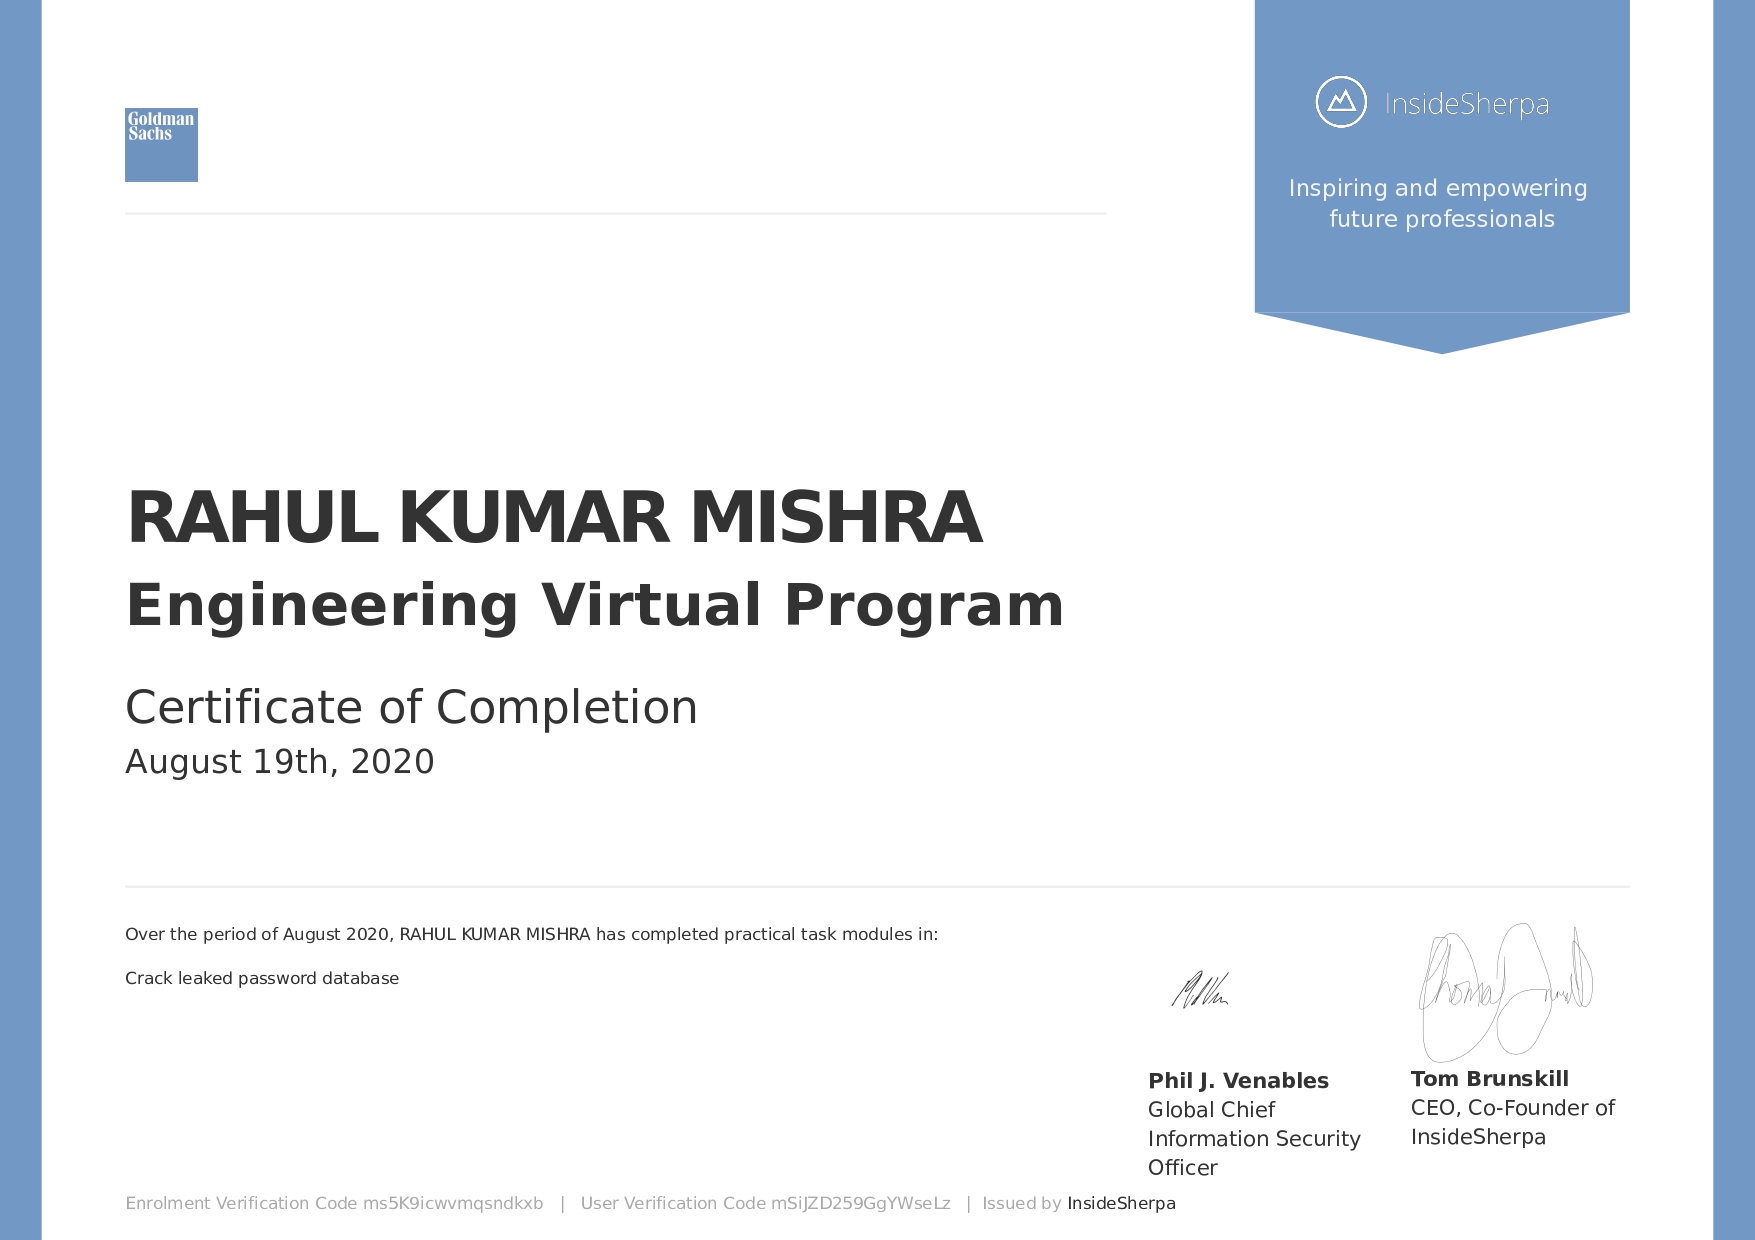 Goldman
Sachs
InsideSherpa
Inspiring and empowering
future professionals
RAHUL KUMAR MISHRA
Engineering Virtual Program
Certificate of Completion
August 19th, 2020
Over the period of August 2020, RAHUL KUMAR MISHRA has completed practical task modules in:
Crack leaked password database
Phil J. Venables
Global Chief
Information Security
Officer
Tom Brunskill
CEO, Co-Founder of
InsideSherpa
Enrolment Verification Code ms5K9icwvmqsndkxb | User Verification Code mSiJZD259GgYWseLz | Issued by InsideSherpa